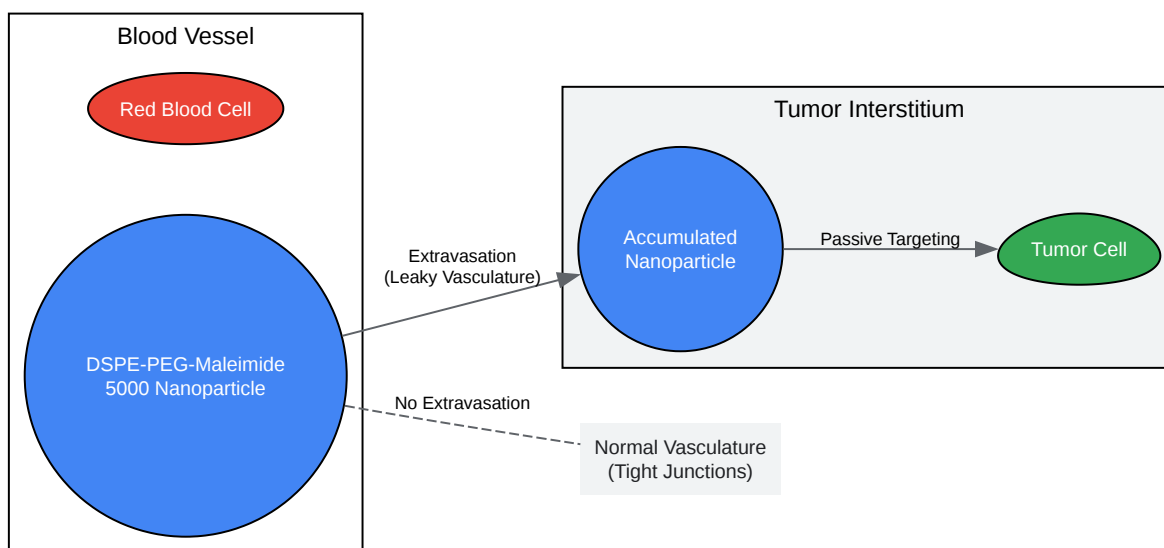 Blood Vessel
Red Blood Cell
DSPE-PEG-Maleimide
5000 Nanoparticle
Extravasation
(Leaky Vasculature)
No Extravasation
Normal Vasculature
(Tight Junctions)
Tumor Interstitium
Accumulated
Nanoparticle
Passive Targeting
Tumor Cell